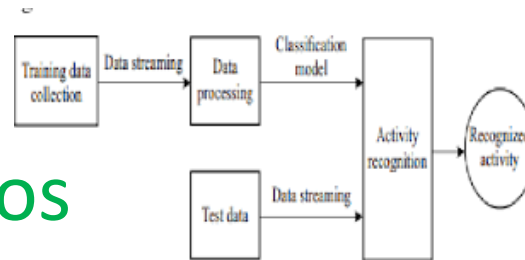 Training data
collection
Data streaming
Data
processing
Classification
model
Activity
recognition
Recognized
activity
Test data
Data streaming
os